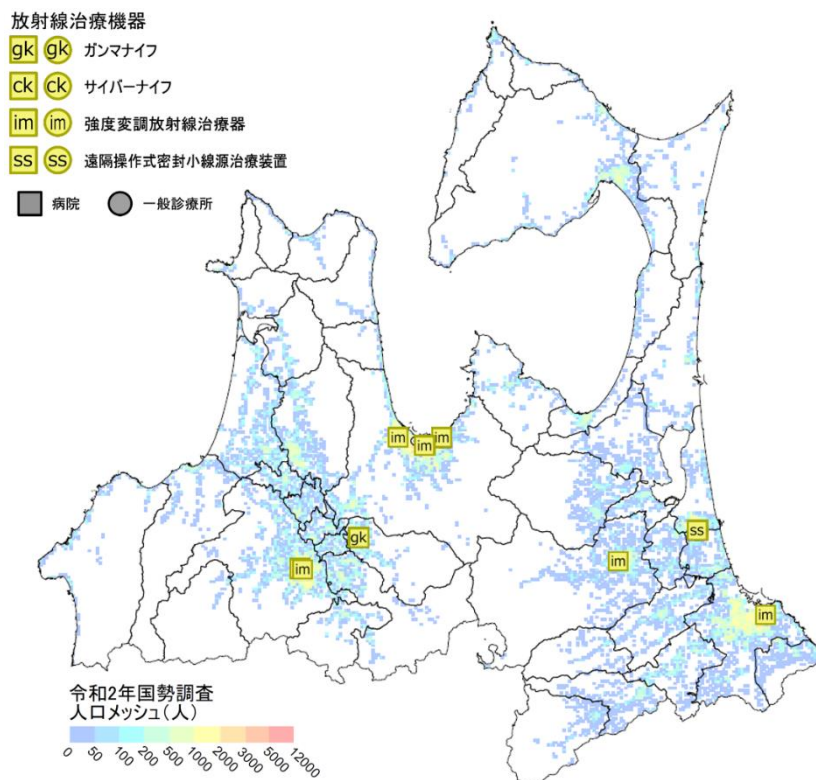 放射線治療機器
gk gk ガンマナイフ
ck ck サイバーナイフ
im im 強度変調放射線治療器
ss ss 遠隔操作式密封小線源治療装置
病院 一般診療所
im im im
gk
im
ss
im
im
令和2年国勢調査
人口メッシュ(人)
0 50 100 200 500 1000 2000 3000 5000 12000